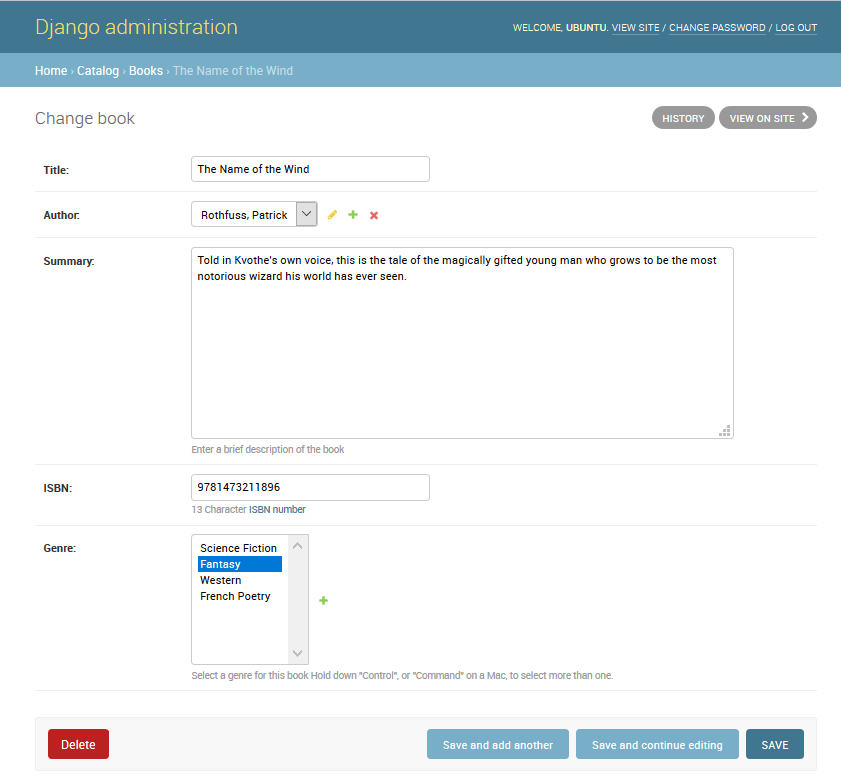 Django administration
WELCOME, UBUNTU. VIEW SITE / CHANGE PASSWORD / LOG OUT
Home › Catalog › Books › The Name of the Wind
Change book
HISTORY
VIEW ON SITE
Title:
The Name of the Wind
Author:
Rothfuss, Patrick
Summary:
Told in Kvothe's own voice, this is the tale of the magically gifted young man who grows to be the most
notorious wizard his world has ever seen.
Enter a brief description of the book
ISBN:
9781473211896
13 Character ISBN number
Genre:
Science Fiction
Fantasy
Western
French Poetry
Select a genre for this book Hold down "Control", or "Command" on a Mac, to select more than one.
Delete
Save and add another
Save and continue editing
SAVE